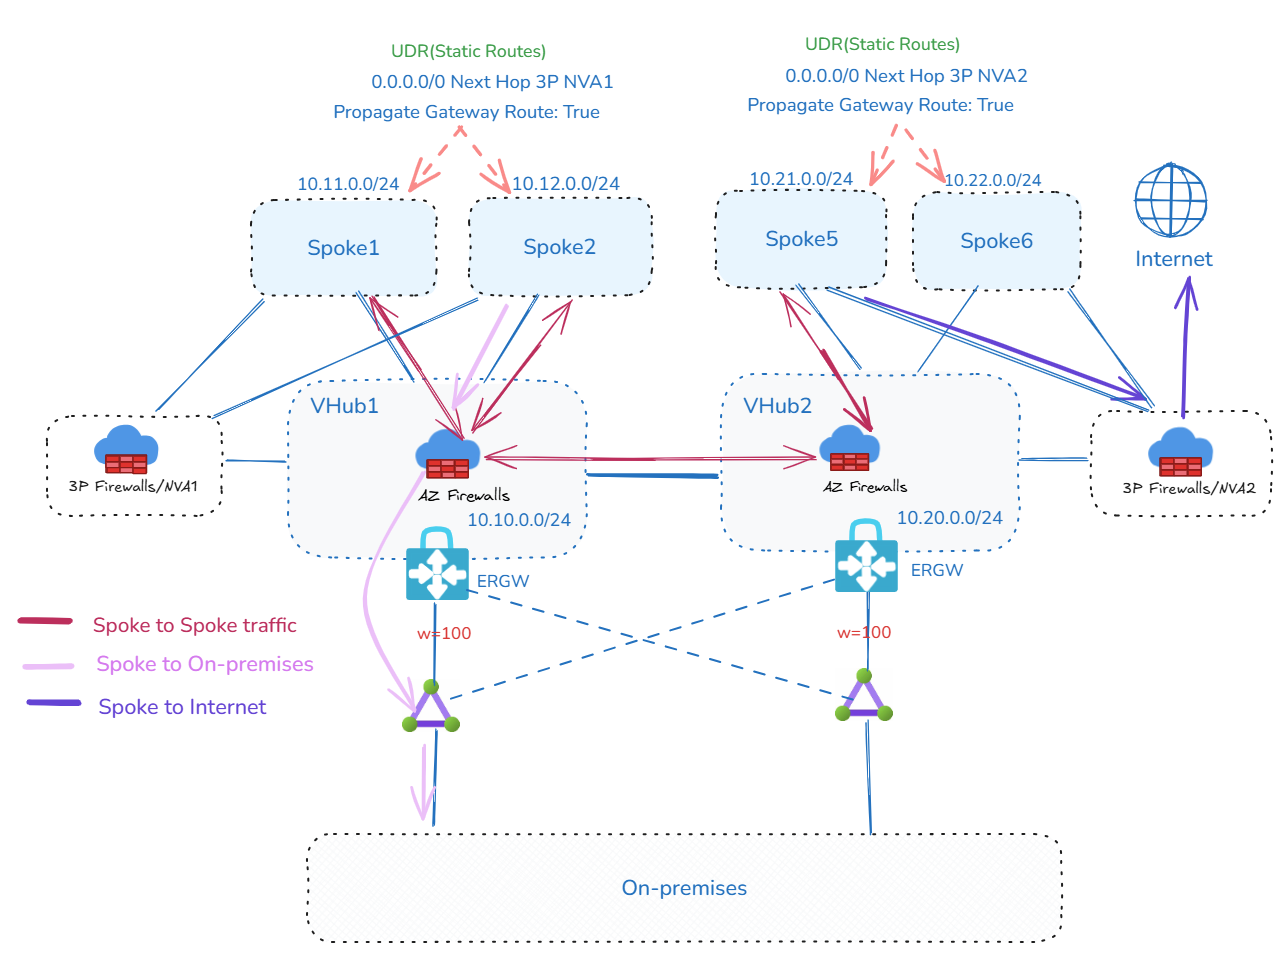 UDR(Static Routes)
0.0.0.0/0 Next Hop 3P NVA1
Propagate Gateway Route: True
UDR(Static Routes)
0.0.0.0/0 Next Hop 3P NVA2
Propagate Gateway Route: True
10.11.0.0/24
10.12.0.0/24
10.21.0.0/24
10.22.0.0/24
Spoke1
Spoke2
Spoke5
Spoke6
Internet
VHub1
VHub2
3P Firewalls/NVA1
AZ Firewalls
AZ Firewalls
3P Firewalls/NVA2
10.10.0.0/24
10.20.0.0/24
ERGW
ERGW
w=100
w=100
Spoke to Spoke traffic
Spoke to On-premises
Spoke to Internet
On-premises